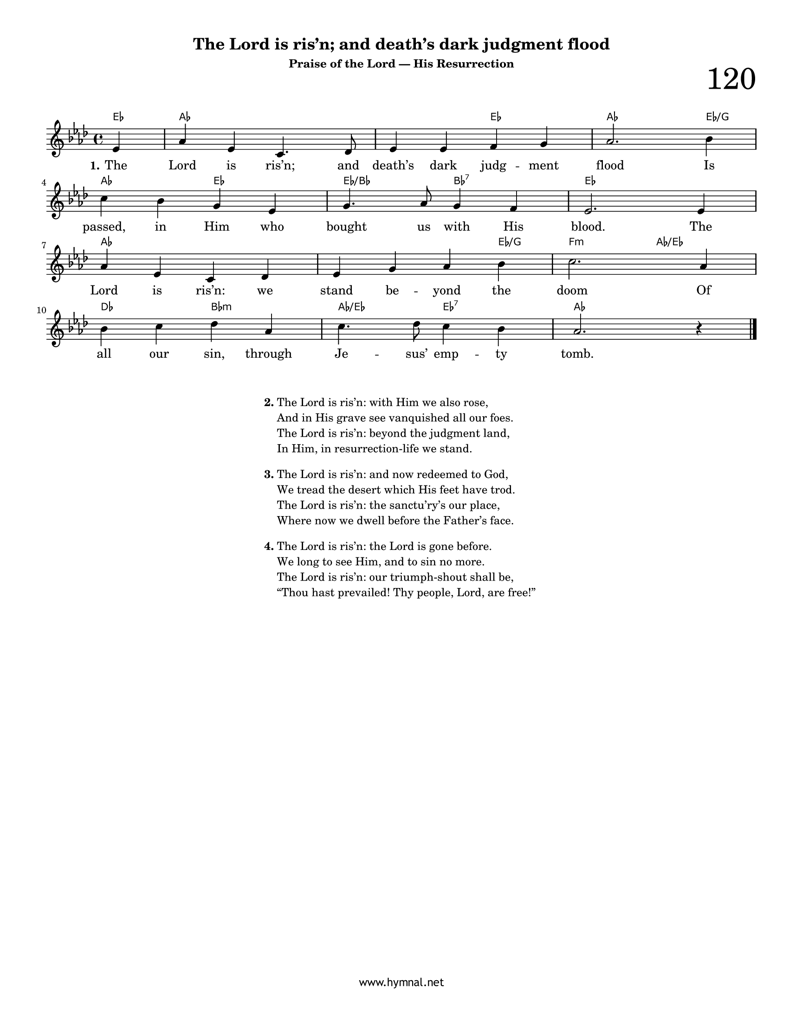 The Lord is ris’n; and death’s dark judgment flood
Praise of the Lord — His Resurrection
120
E♭ A♭ E♭ A♭ E♭/G
1. The Lord is ris’n; and death’s dark judg - ment flood Is
4
A♭ E♭ E♭/B♭ B♭7 E♭
passed, in Him who bought us with His blood. The
7
A♭ E♭/G Fm A♭/E♭
Lord is ris’n: we stand be - yond the doom Of
10
D♭ B♭m A♭/E♭ E♭7 A♭
all our sin, through Je - sus’ emp - ty tomb.
2. The Lord is ris’n: with Him we also rose,
And in His grave see vanquished all our foes.
The Lord is ris’n: beyond the judgment land,
In Him, in resurrection-life we stand.
3. The Lord is ris’n: and now redeemed to God,
We tread the desert which His feet have trod.
The Lord is ris’n: the sanctu’ry’s our place,
Where now we dwell before the Father’s face.
4. The Lord is ris’n: the Lord is gone before.
We long to see Him, and to sin no more.
The Lord is ris’n: our triumph-shout shall be,
“Thou hast prevailed! Thy people, Lord, are free!”
www.hymnal.net